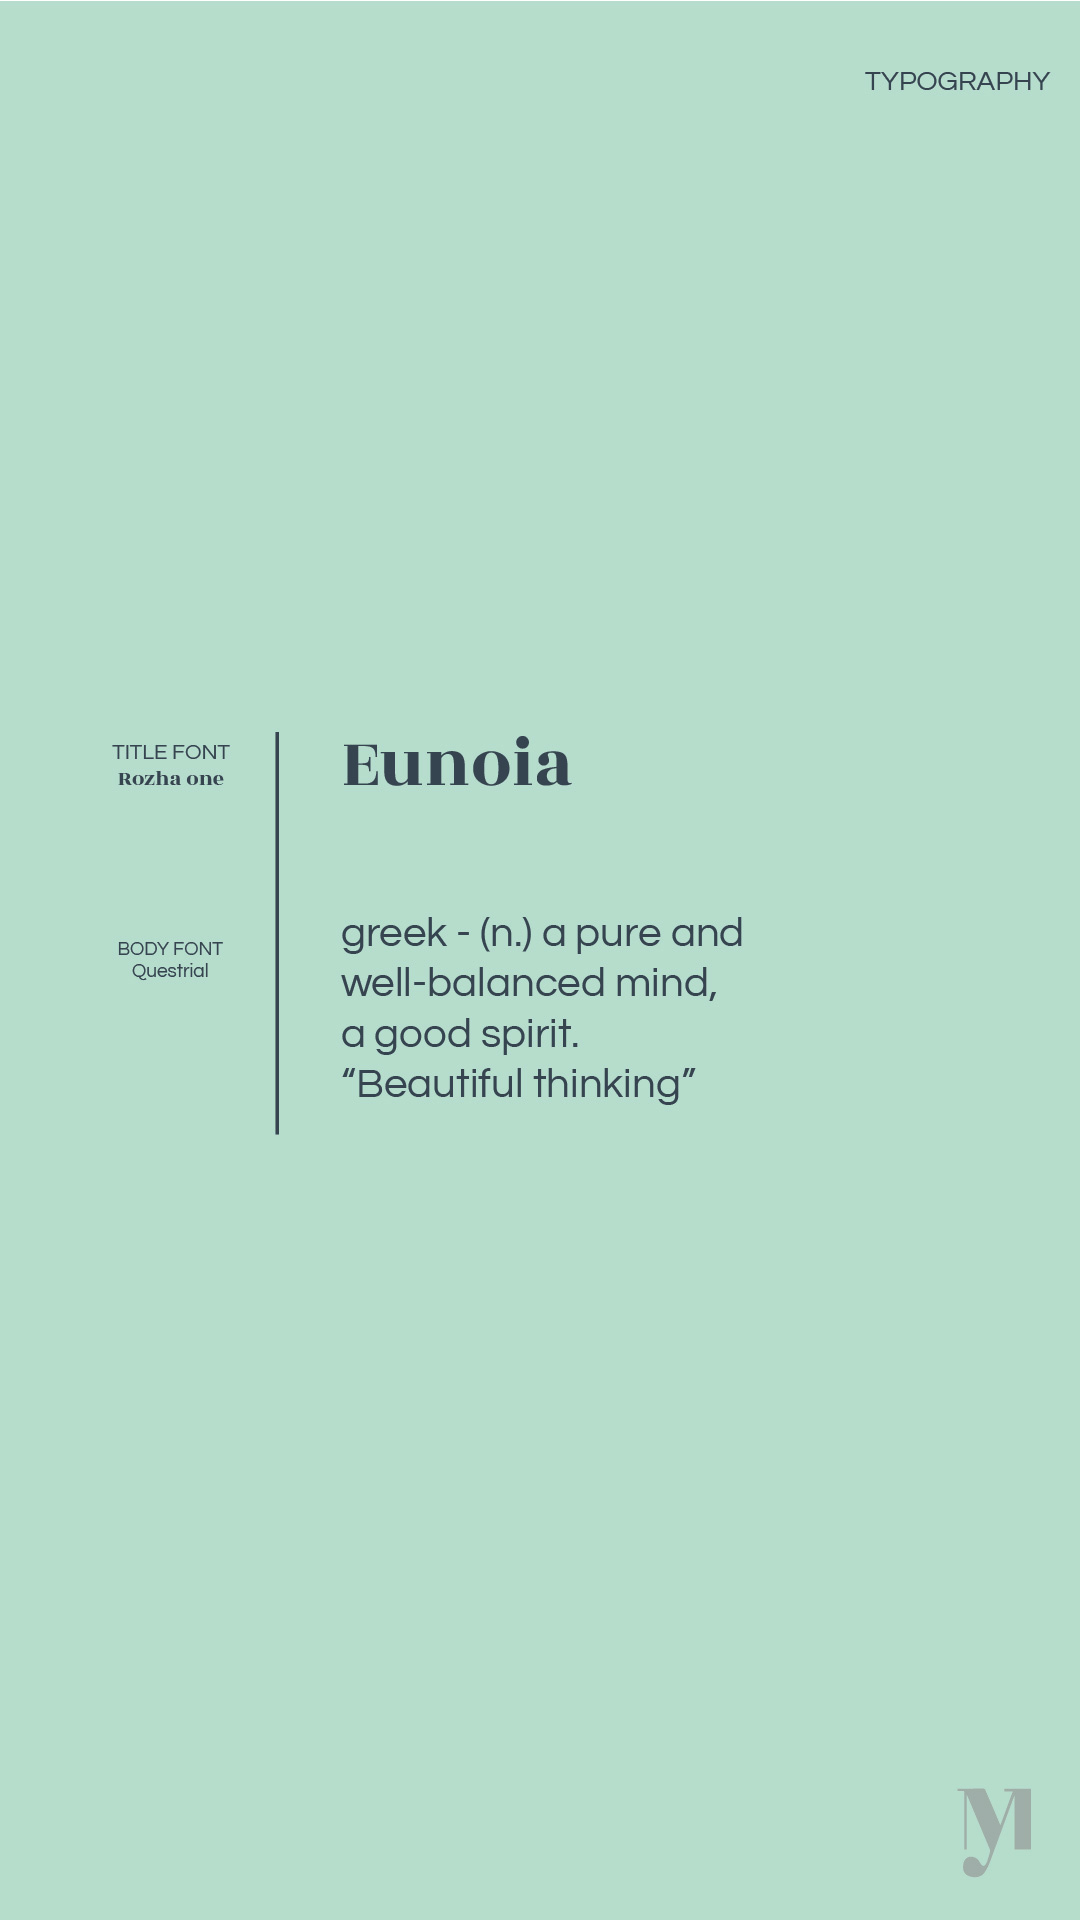 TYPOGRAPHY
TITLE FONT
Rozha one
Eunoia
BODY FONT
Questrial
greek - (n.) a pure and
well-balanced mind,
a good spirit.
“Beautiful thinking”